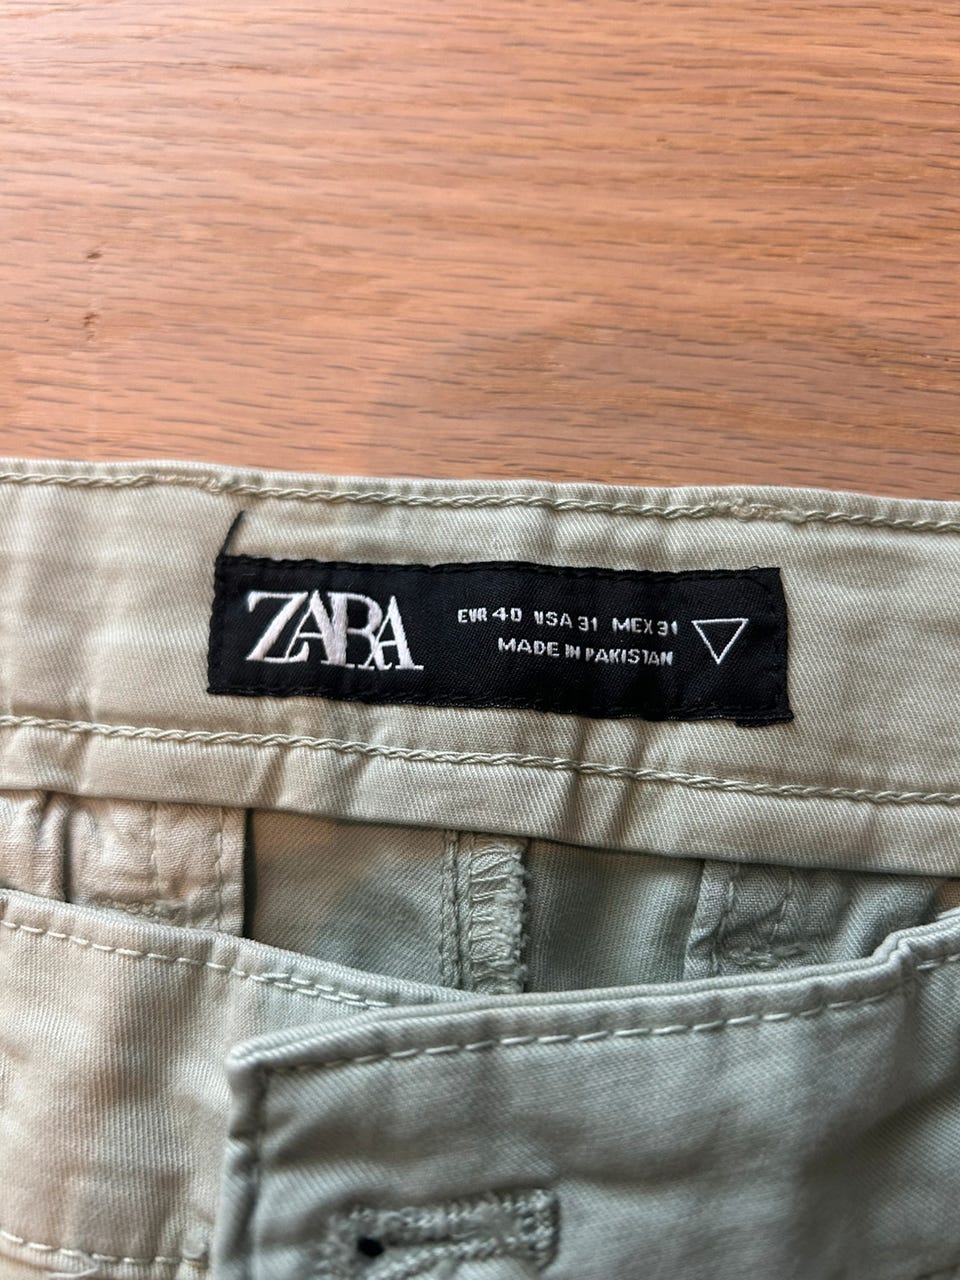 ZARA
EUR 40 USA 31 MEX 31
MADE IN PAKISTAN